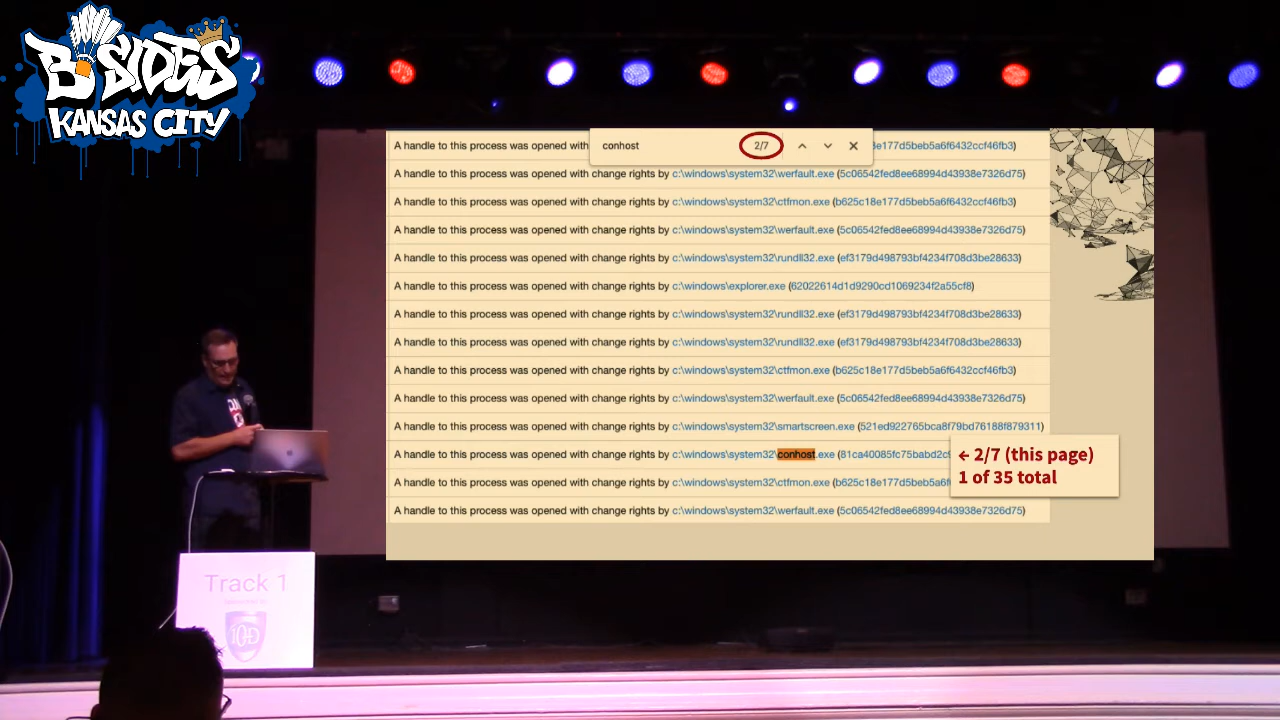 B-SIDES
KANSAS CITY
conhost
2/7
A handle to this process was opened with 8e177d5beb5a6f6432ccf46fb3)
A handle to this process was opened with change rights by c:\windows\system32\werfault.exe (5c06542fed8ee68994d43938e7326d75)
A handle to this process was opened with change rights by c:\windows\system32\ctfmon.exe (b625c18e177d5beb5a6f6432ccf46fb3)
A handle to this process was opened with change rights by c:\windows\system32\werfault.exe (5c06542fed8ee68994d43938e7326d75)
A handle to this process was opened with change rights by c:\windows\system32\rundll32.exe (ef3179d498793bf4234f708d3be28633)
A handle to this process was opened with change rights by c:\windows\explorer.exe (62022614d1d9290cd1069234f2a55cf8)
A handle to this process was opened with change rights by c:\windows\system32\rundll32.exe (ef3179d498793bf4234f708d3be28633)
A handle to this process was opened with change rights by c:\windows\system32\rundll32.exe (ef3179d498793bf4234f708d3be28633)
A handle to this process was opened with change rights by c:\windows\system32\ctfmon.exe (b625c18e177d5beb5a6f6432ccf46fb3)
A handle to this process was opened with change rights by c:\windows\system32\werfault.exe (5c06542fed8ee68994d43938e7326d75)
A handle to this process was opened with change rights by c:\windows\system32\smartscreen.exe (521ed922765bca8f79bd76188f879311)
A handle to this process was opened with change rights by c:\windows\system32\conhost.exe (81ca40085fc75babd2c9
A handle to this process was opened with change rights by c:\windows\system32\ctfmon.exe (b625c18e177d5beb5a6f
A handle to this process was opened with change rights by c:\windows\system32\werfault.exe (5c06542fed8ee68994d43938e7326d75)
← 2/7 (this page)
1 of 35 total
Track 1